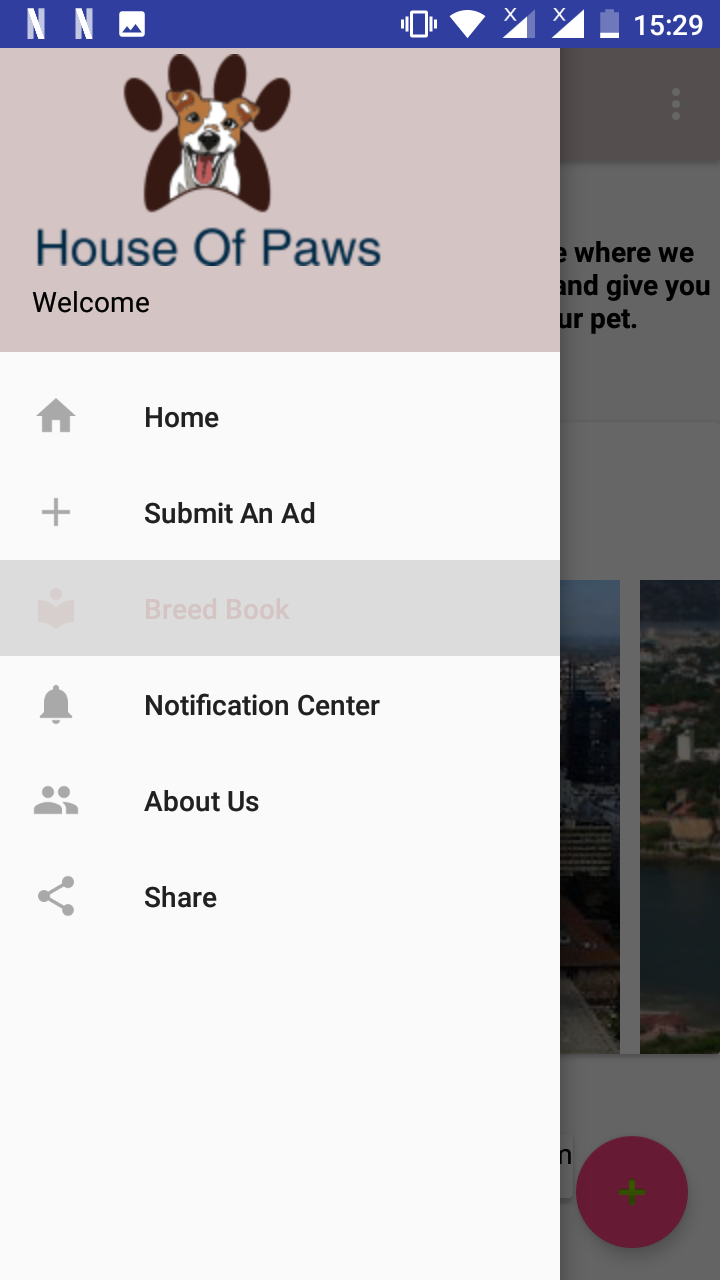 15:29
House Of Paws
Welcome
Home
Submit An Ad
Breed Book
Notification Center
About Us
Share
where we
and give you
pet.